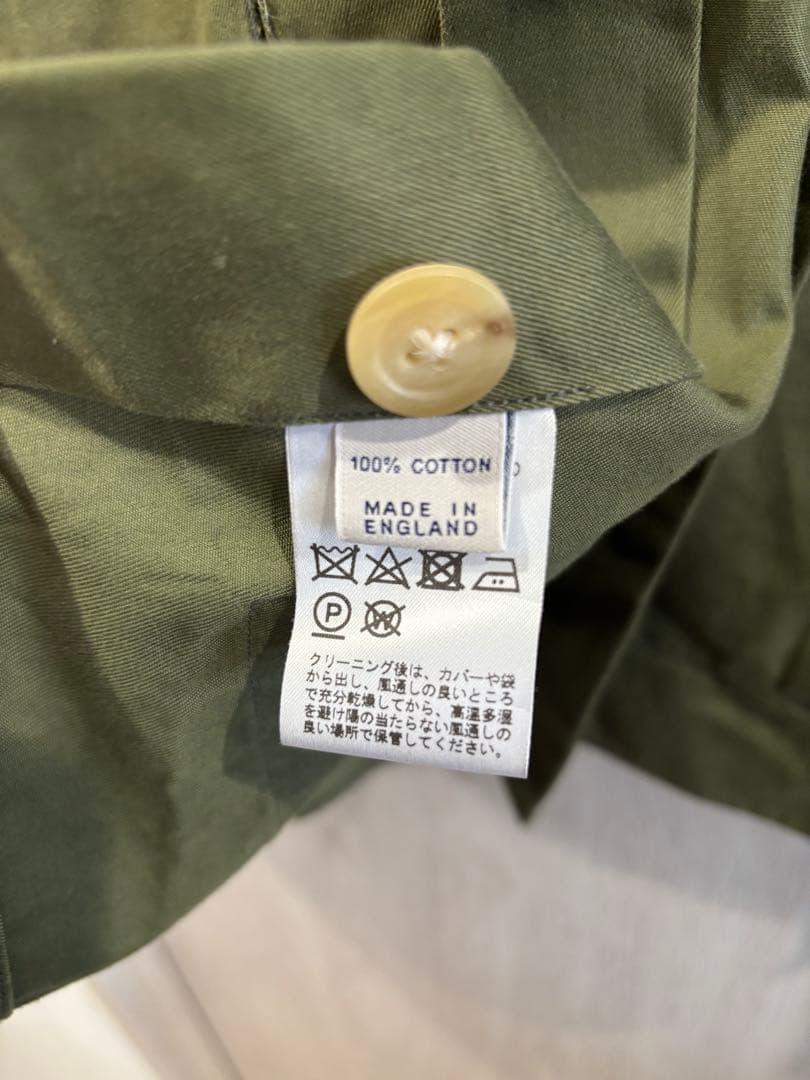 100% COTTON
MADE IN
ENGLAND
P
W
クリーニング後は、カバーや袋
から出し、風通しの良いところ
で充分乾燥してから、高温多湿
を避け陽の当たらない風通しの
良い場所で保管してください。